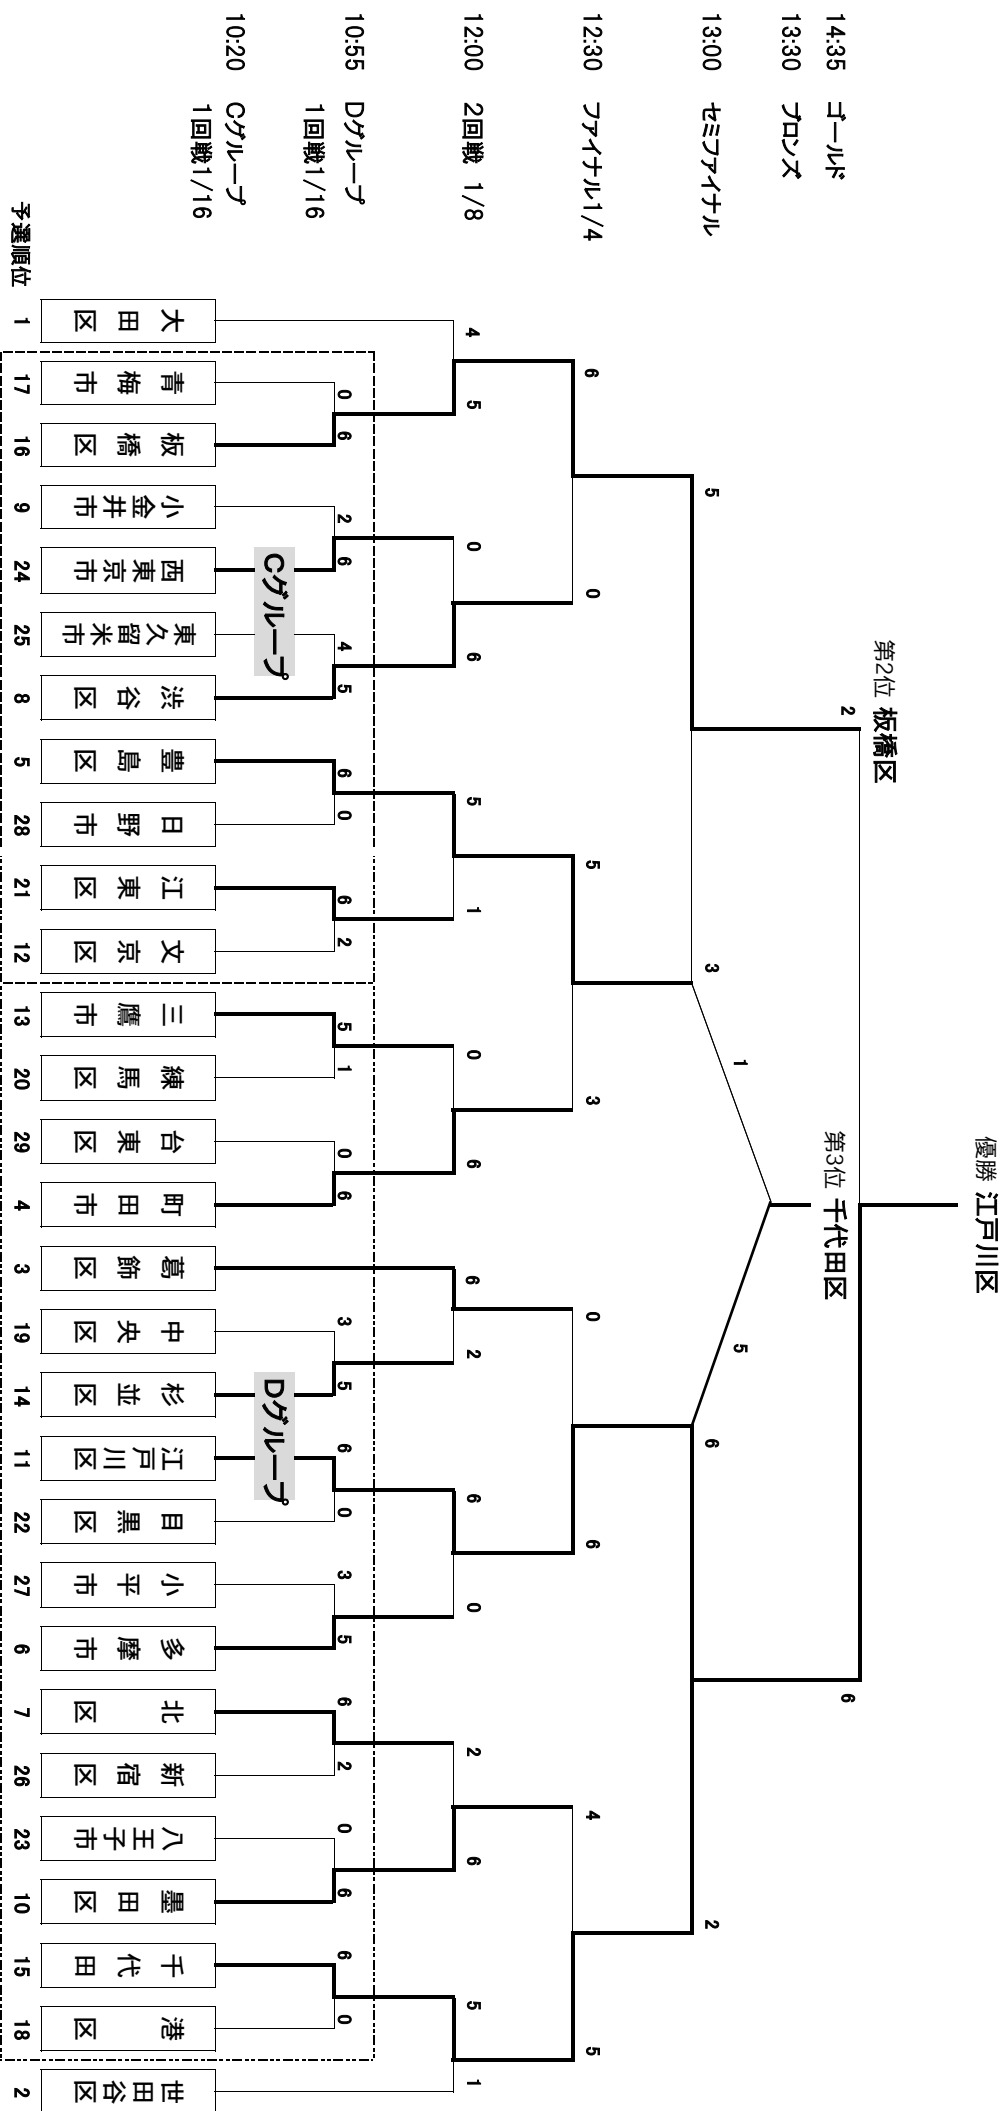 優勝 江戸川区
第2位 板橋区
第3位 千代田区
14:35 ゴールド
13:30 ブロンズ
13:00 セミファイナル
12:30 ファイナル1/4
12:00 2回戦 1/8
10:55 Dグループ
1回戦1/16
10:20 Cグループ
1回戦1/16
予選順位
2 6
1 5
5 3 6 2
6 0 5 3 0 6 4 5
4 5 0 6 5 1 0 6 6 2 6 0 2 6 5 1
0 6 2 6 4 5 6 0 6 2 5 1 0 6 3 5 6 0 3 5 6 2 0 6 6 0
Cグループ
Dグループ
1 大田区
17 青梅市
16 板橋区
9 小金井市
24 西東京市
25 東久留米市
8 渋谷区
5 豊島区
28 日野市
21 江東区
12 文京区
13 三鷹市
20 練馬区
29 台東区
4 町田市
3 葛飾区
19 中央区
14 杉並区
11 江戸川区
22 目黒区
27 小平市
6 多摩市
7 北区
26 新宿区
23 八王子市
10 墨田区
15 千代田
18 港区
2 世田谷区